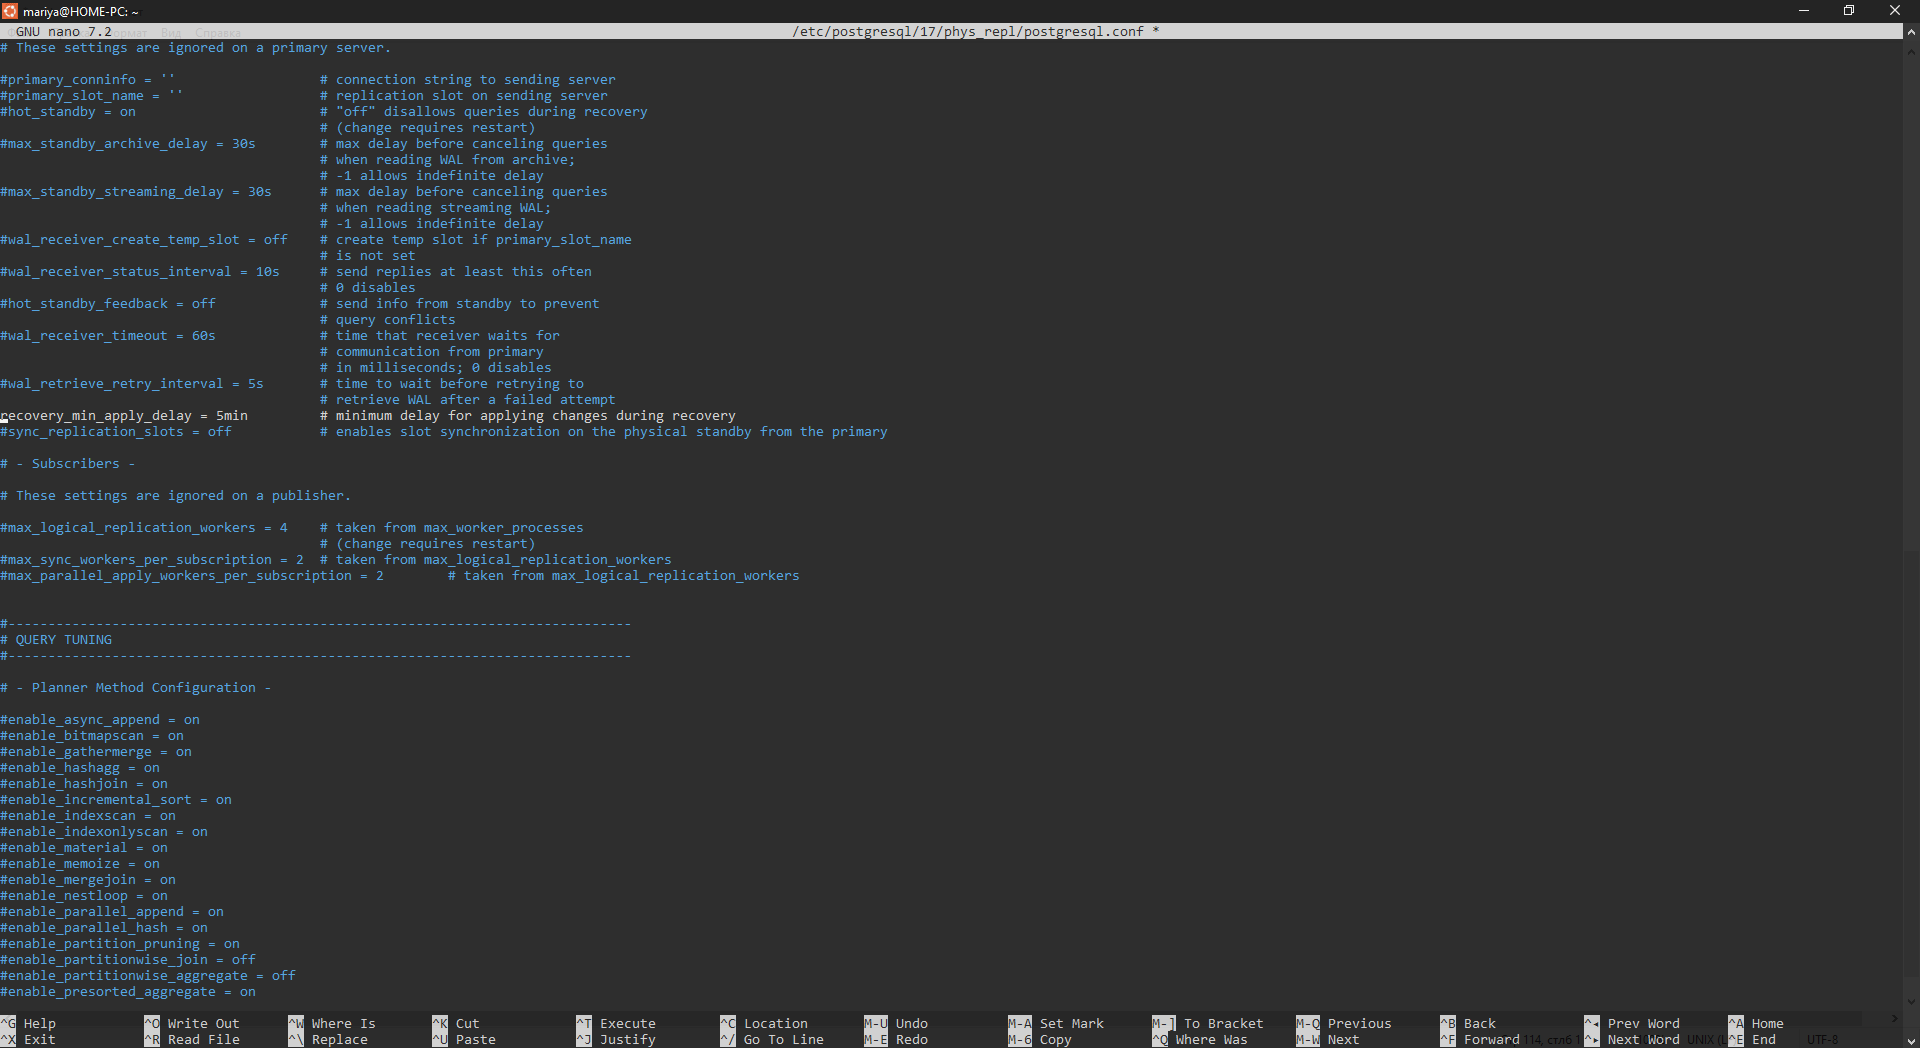 mariya@HOME-PC: ~
GNU nano 7.2 /etc/postgresql/17/phys_repl/postgresql.conf *
# These settings are ignored on a primary server.
#primary_conninfo = '' # connection string to sending server
#primary_slot_name = '' # replication slot on sending server
#hot_standby = on # "off" disallows queries during recovery
# (change requires restart)
#max_standby_archive_delay = 30s # max delay before canceling queries
# when reading WAL from archive;
# -1 allows indefinite delay
#max_standby_streaming_delay = 30s # max delay before canceling queries
# when reading streaming WAL;
# -1 allows indefinite delay
#wal_receiver_create_temp_slot = off # create temp slot if primary_slot_name
# is not set
#wal_receiver_status_interval = 10s # send replies at least this often
# 0 disables
#hot_standby_feedback = off # send info from standby to prevent
# query conflicts
#wal_receiver_timeout = 60s # time that receiver waits for
# communication from primary
# in milliseconds; 0 disables
#wal_retrieve_retry_interval = 5s # time to wait before retrying to
# retrieve WAL after a failed attempt
recovery_min_apply_delay = 5min # minimum delay for applying changes during recovery
#sync_replication_slots = off # enables slot synchronization on the physical standby from the primary
# - Subscribers -
# These settings are ignored on a publisher.
#max_logical_replication_workers = 4 # taken from max_worker_processes
# (change requires restart)
#max_sync_workers_per_subscription = 2 # taken from max_logical_replication_workers
#max_parallel_apply_workers_per_subscription = 2 # taken from max_logical_replication_workers
#------------------------------------------------------------------------------
# QUERY TUNING
#------------------------------------------------------------------------------
# - Planner Method Configuration -
#enable_async_append = on
#enable_bitmapscan = on
#enable_gathermerge = on
#enable_hashagg = on
#enable_hashjoin = on
#enable_incremental_sort = on
#enable_indexscan = on
#enable_indexonlyscan = on
#enable_material = on
#enable_memoize = on
#enable_mergejoin = on
#enable_nestloop = on
#enable_parallel_append = on
#enable_parallel_hash = on
#enable_partition_pruning = on
#enable_partitionwise_join = off
#enable_partitionwise_aggregate = off
#enable_presorted_aggregate = on
^G Help ^O Write Out ^W Where Is ^K Cut ^T Execute ^C Location M-U Undo M-A Set Mark M-] To Bracket M-Q Previous ^B Back ^◂ Prev Word ^A Home
^X Exit ^R Read File ^\ Replace ^U Paste ^J Justify ^/ Go To Line M-E Redo M-6 Copy ^Q Where Was M-W Next ^F Forward ^▸ Next Word ^E End UTF-8